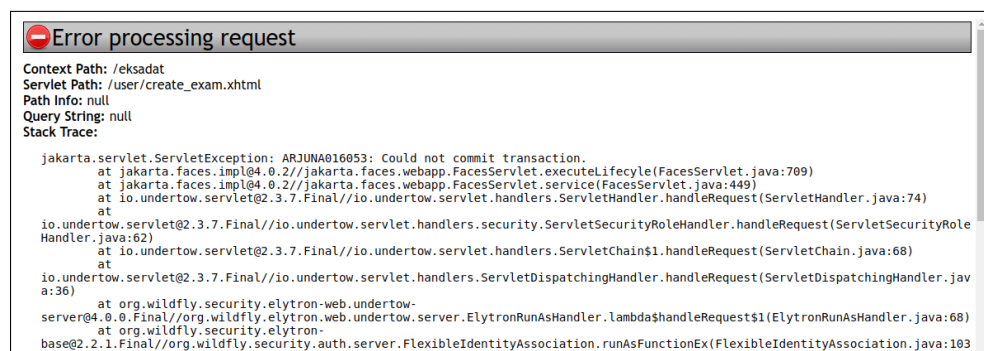 Error processing request
Context Path: /eksadat
Servlet Path: /user/create_exam.xhtml
Path Info: null
Query String: null
Stack Trace:
jakarta.servlet.ServletException: ARJUNA016053: Could not commit transaction.
at jakarta.faces.impl@4.0.2//jakarta.faces.webapp.FacesServlet.executeLifecyle(FacesServlet.java:709)
at jakarta.faces.impl@4.0.2//jakarta.faces.webapp.FacesServlet.service(FacesServlet.java:449)
at io.undertow.servlet@2.3.7.Final//io.undertow.servlet.handlers.ServletHandler.handleRequest(ServletHandler.java:74)
at
io.undertow.servlet@2.3.7.Final//io.undertow.servlet.handlers.security.ServletSecurityRoleHandler.handleRequest(ServletSecurityRole
Handler.java:62)
at io.undertow.servlet@2.3.7.Final//io.undertow.servlet.handlers.ServletChain$1.handleRequest(ServletChain.java:68)
at
io.undertow.servlet@2.3.7.Final//io.undertow.servlet.handlers.ServletDispatchingHandler.handleRequest(ServletDispatchingHandler.jav
a:36)
at org.wildfly.security.elytron-web.undertow-
server@4.0.0.Final//org.wildfly.elytron.web.undertow.server.ElytronRunAsHandler.lambda$handleRequest$1(ElytronRunAsHandler.java:68)
at org.wildfly.security.elytron-
base@2.2.1.Final//org.wildfly.security.auth.server.FlexibleIdentityAssociation.runAsFunctionEx(FlexibleIdentityAssociation.java:103